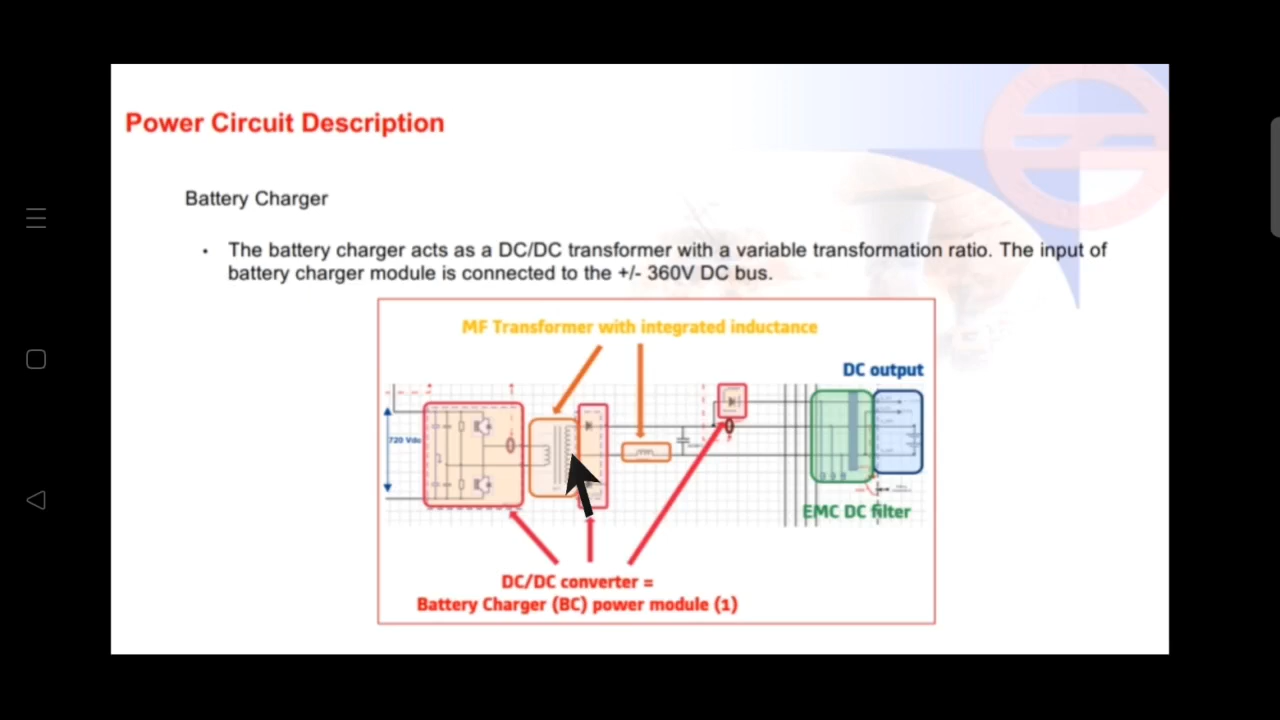 Power Circuit Description
Battery Charger
• The battery charger acts as a DC/DC transformer with a variable transformation ratio. The input of
battery charger module is connected to the +/- 360V DC bus.
MF Transformer with integrated inductance
DC output
720 Vdc
EMC DC filter
DC/DC converter =
Battery Charger (BC) power module (1)